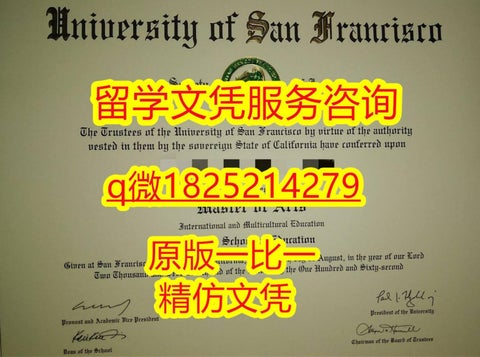 University of San Francisco
留学文凭服务咨询
The Trustees of the University of San Francisco by virtue of the authority
vested in them by the sovereign State of California have conferred upon
q微1825214279
Master of Arts
International and Multicultural Education
School Education
原版一比一
Given at San Francisco August, in the year of our Lord
Two Thousand the One Hundred and Sixty-second
精仿文凭
Provost and Academic Vice President
President of the University
Dean of the School
Chairman of the Board of Trustees